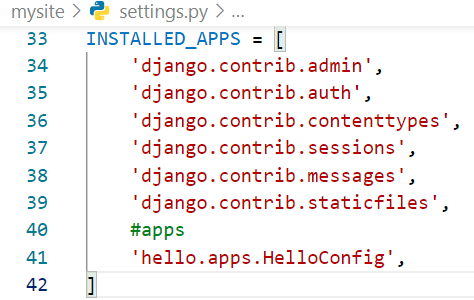 mysite > settings.py > ...
33 INSTALLED_APPS = [
34 'django.contrib.admin',
35 'django.contrib.auth',
36 'django.contrib.contenttypes',
37 'django.contrib.sessions',
38 'django.contrib.messages',
39 'django.contrib.staticfiles',
40 #apps
41 'hello.apps.HelloConfig',
42 ]